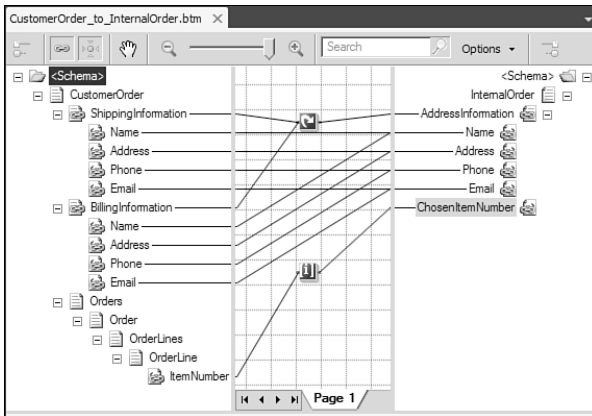 CustomerOrder_to_InternalOrder.btm
Search
Options
<Schema>
CustomerOrder
ShippingInformation
Name
Address
Phone
Email
BillingInformation
Name
Address
Phone
Email
Orders
Order
OrderLines
OrderLine
ItemNumber
<Schema>
InternalOrder
AddressInformation
Name
Address
Phone
Email
ChosenItemNumber
Page 1